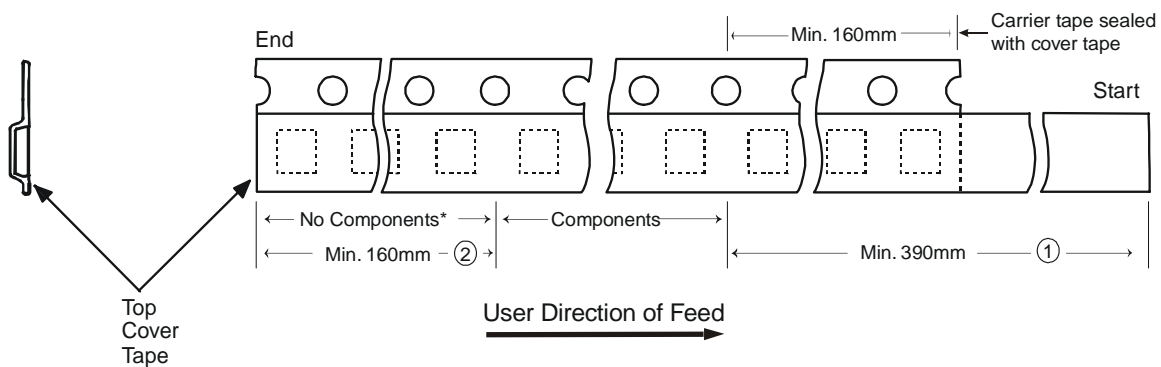 End
Min. 160mm
Carrier tape sealed
with cover tape
Start
No Components*
Components
Min. 160mm
②
Min. 390mm
①
Top
Cover
Tape
User Direction of Feed